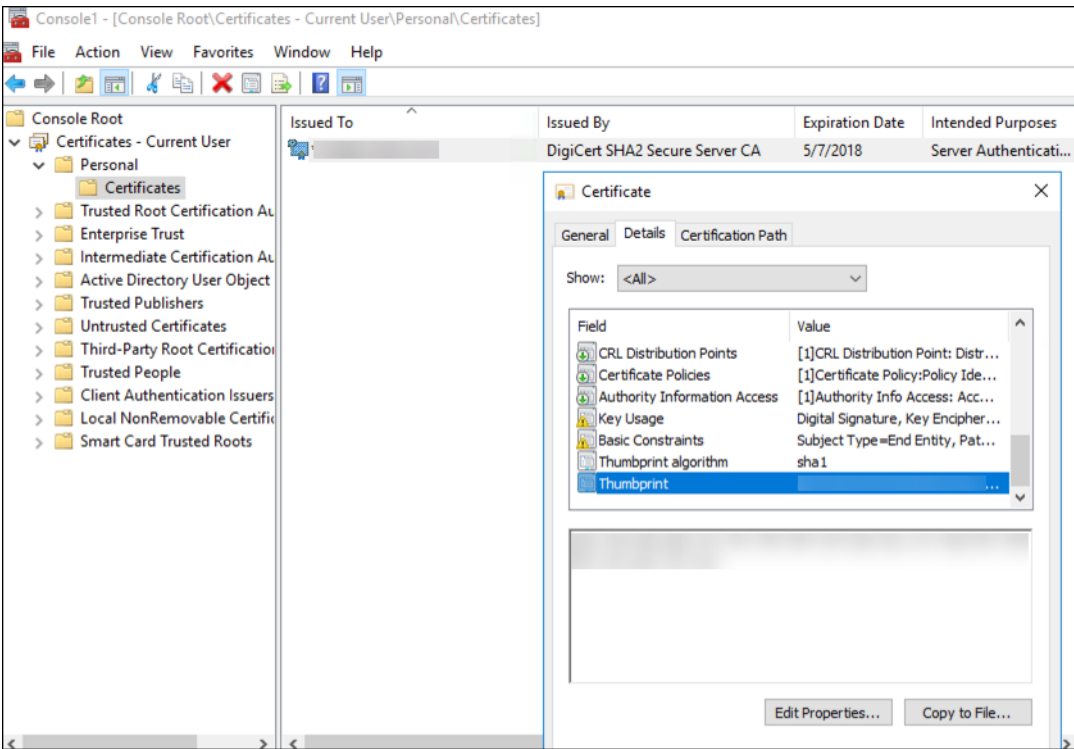 Console1 - [Console Root\Certificates - Current User\Personal\Certificates]
File Action View Favorites Window Help
Console Root
Certificates - Current User
Personal
Certificates
Trusted Root Certification Au
Enterprise Trust
Intermediate Certification Au
Active Directory User Object
Trusted Publishers
Untrusted Certificates
Third-Party Root Certification
Trusted People
Client Authentication Issuers
Local NonRemovable Certific
Smart Card Trusted Roots
Issued To Issued By Expiration Date Intended Purposes
DigiCert SHA2 Secure Server CA 5/7/2018 Server Authenticati...
Certificate
General Details Certification Path
Show: <All>
Field Value
CRL Distribution Points [1]CRL Distribution Point: Distr...
Certificate Policies [1]Certificate Policy:Policy Ide...
Authority Information Access [1]Authority Info Access: Acc...
Key Usage Digital Signature, Key Encipher...
Basic Constraints Subject Type=End Entity, Pat...
Thumbprint algorithm sha1
Thumbprint ...
Edit Properties... Copy to File...